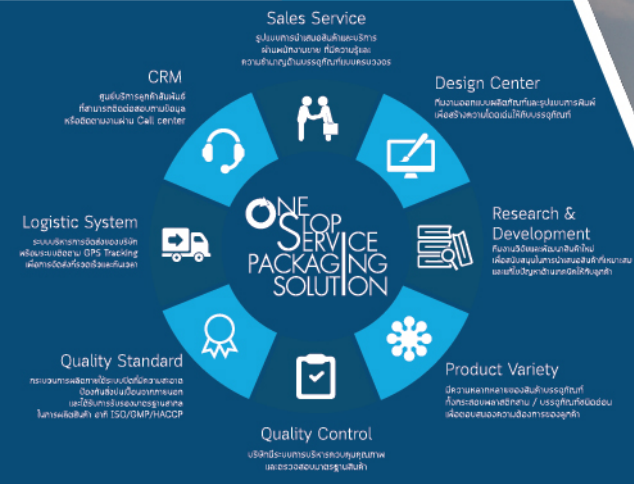 Sales Service
รูปแบบการนำเสนอสินค้าและบริการ
ผ่านพนักงานขาย ที่มีความรู้และ
ความชำนาญด้านบรรจุภัณฑ์แบบครบวงจร
Design Center
ทีมงานออกแบบผลิตภัณฑ์และรูปแบบการพิมพ์
เพื่อสร้างความโดดเด่นให้กับบรรจุภัณฑ์
Research &
Development
ทีมงานวิจัยและพัฒนาสินค้าใหม่
เพื่อสนับสนุนในการนำเสนอสินค้าที่เหมาะสม
และแก้ไขปัญหาด้านเทคนิคให้กับลูกค้า
Product Variety
มีความหลากหลายของสินค้าบรรจุภัณฑ์
ทั้งกระสอบพลาสติกสาน / บรรจุภัณฑ์ชนิดอ่อน
เพื่อตอบสนองความต้องการของลูกค้า
Quality Control
บริษัทมีระบบการบริหารควบคุมคุณภาพ
และตรวจสอบมาตรฐานสินค้า
Quality Standard
กระบวนการผลิตภายใต้ระบบปิดที่มีความสะอาด
ป้องกันสิ่งปนเปื้อนจากภายนอก
และได้รับการรับรองมาตรฐานสากล
ในการผลิตสินค้า อาทิ ISO/GMP/HACCP
Logistic System
ระบบบริหารการจัดส่งของบริษัท
พร้อมระบบติดตาม GPS Tracking
เพื่อการจัดส่งที่รวดเร็วและทันเวลา
CRM
ศูนย์บริการลูกค้าสัมพันธ์
ที่สามารถติดต่อสอบถามข้อมูล
หรือติดตามงานผ่าน Call center
ONE
STOP
SERVICE
PACKAGING
SOLUTION